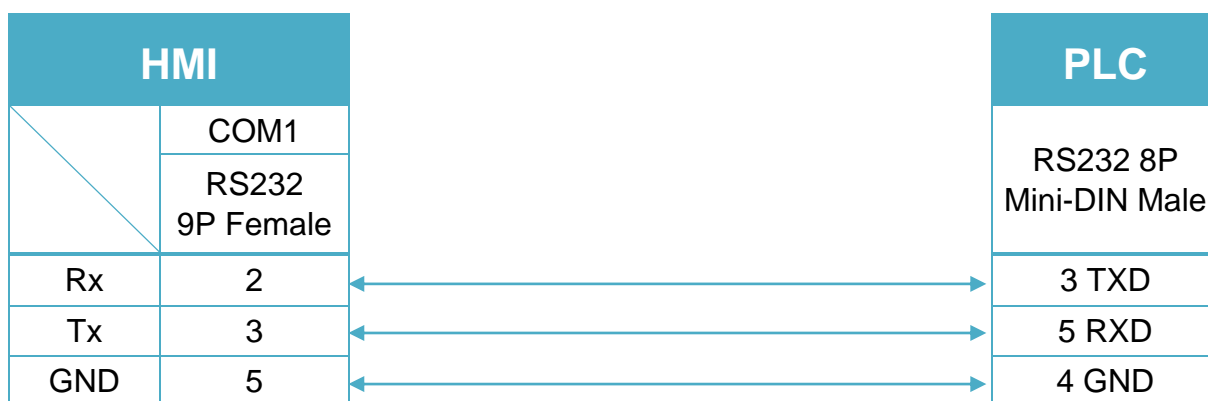 HMI
PLC
COM1
RS232
9P Female
RS232 8P
Mini-DIN Male
Rx 2 3 TXD
Tx 3 5 RXD
GND 5 4 GND